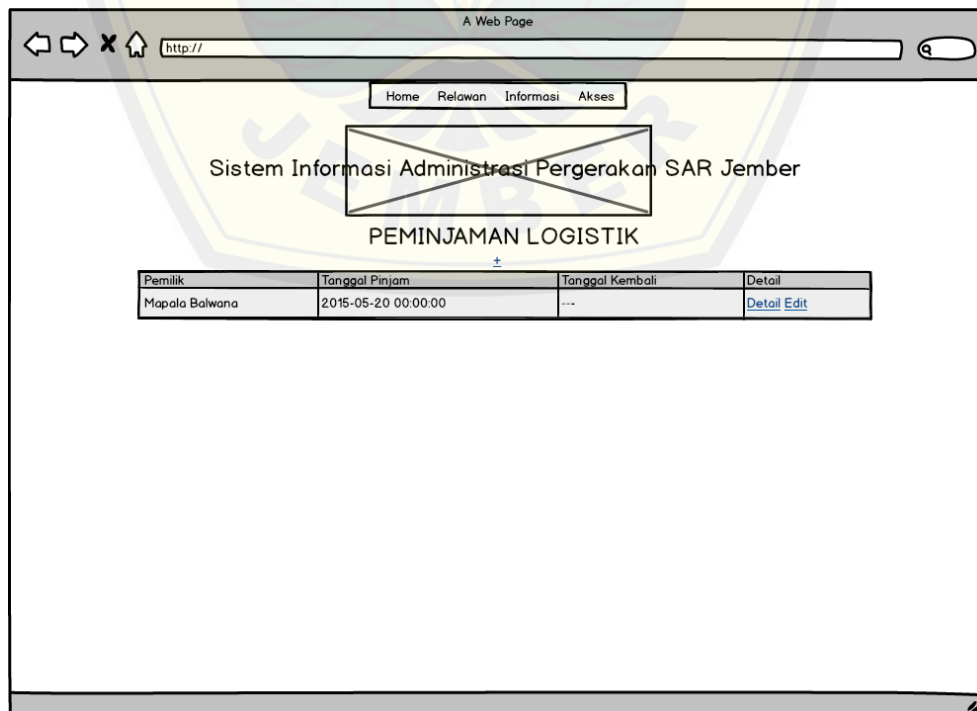 A Web Page
http://
Home Relawan Informasi Akses
Sistem Informasi Administrasi Pergerakan SAR Jember
PEMINJAMAN LOGISTIK
+
Pemilik Tanggal Pinjam Tanggal Kembali Detail
Mapala Balwana 2015-05-20 00:00:00 --- Detail Edit
JEMBER